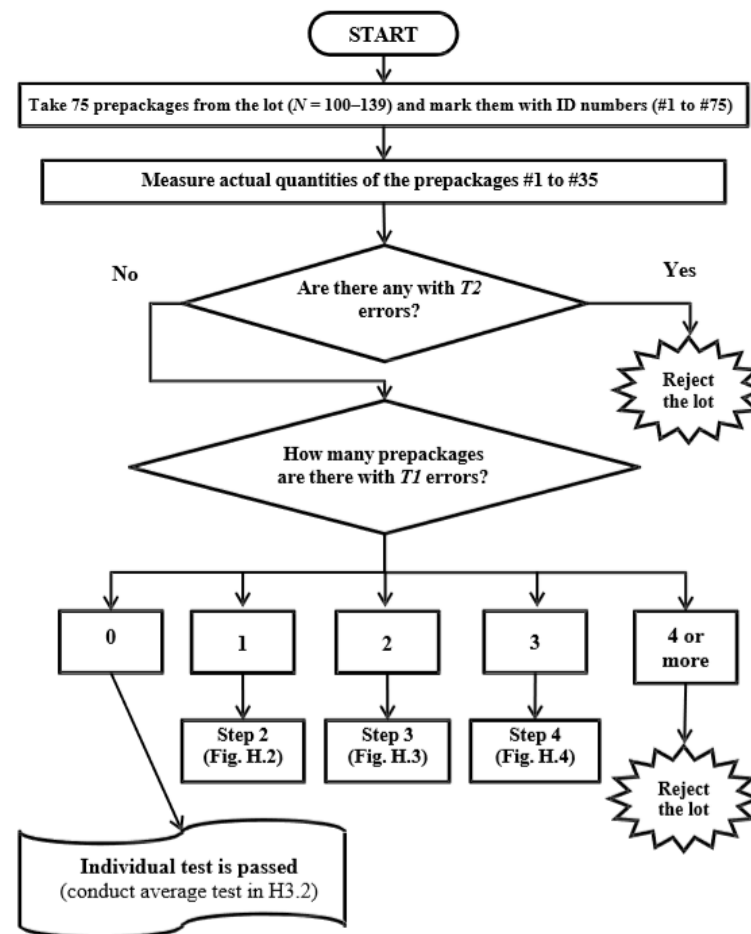 START
Take 75 prepackages from the lot (N = 100–139) and mark them with ID numbers (#1 to #75)
Measure actual quantities of the prepackages #1 to #35
No
Yes
Are there any with T2
errors?
Reject
the lot
How many prepackages
are there with T1 errors?
0
1
2
3
4 or
more
Step 2
(Fig. H.2)
Step 3
(Fig. H.3)
Step 4
(Fig. H.4)
Reject
the lot
Individual test is passed
(conduct average test in H3.2)